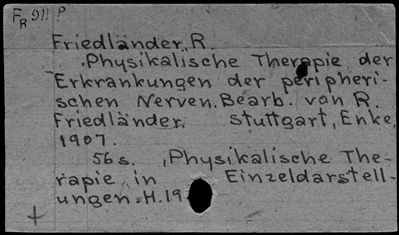 FR 911 P
Friedländer, R.
Physikalische Therapie der
Erkrankungen der peripheri-
schen Nerven. Bearb. von R.
Friedländer. Stuttgart, Enke,
1907.
56 s. (Physikalische The-
rapie in Einzeldarstell-
ungen. H. 19